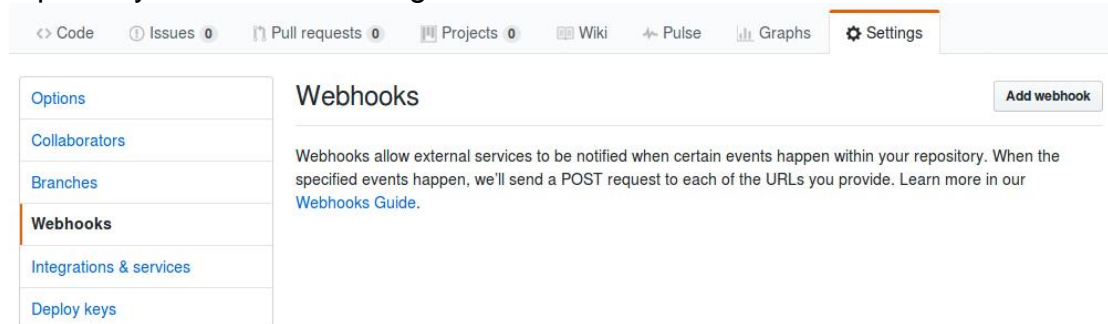 <> Code Issues 0 Pull requests 0 Projects 0 Wiki Pulse Graphs Settings
Options
Collaborators
Branches
Webhooks
Integrations & services
Deploy keys
Webhooks
Add webhook
Webhooks allow external services to be notified when certain events happen within your repository. When the
specified events happen, we'll send a POST request to each of the URLs you provide. Learn more in our
Webhooks Guide.